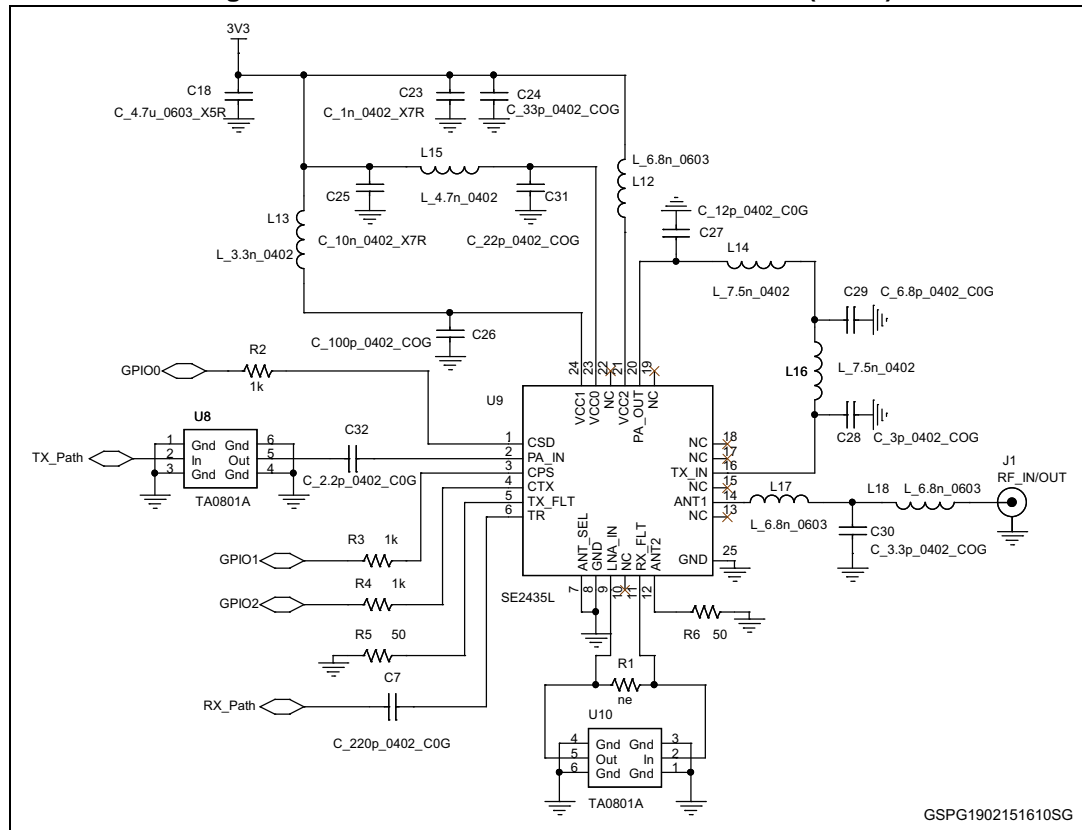 3V3
C18
C_4.7u_0603_X5R
C23
C_1n_0402_X7R
C24
C_33p_0402_COG
L15
L_4.7n_0402
C25
C_10n_0402_X7R
C31
C_22p_0402_COG
L_6.8n_0603
L12
L13
L_3.3n_0402
C_12p_0402_C0G
C27
L14
L_7.5n_0402
C29
C_6.8p_0402_C0G
L16
L_7.5n_0402
C28
C_3p_0402_COG
C26
C_100p_0402_COG
GPIO0
R2
1k
U9
24
23
22
21
20
19
VCC1
VCC0
NC
VCC2
PA_OUT
NC
U8
TX_Path
1
2
3
Gnd Gnd
In Out
Gnd Gnd
6
5
4
TA0801A
C32
C_2.2p_0402_C0G
1
2
3
4
5
6
CSD
PA_IN
CPS
CTX
TX_FLT
TR
NC 18
NC 17
TX_IN 16
NC 15
ANT1 14
NC 13
GND 25
L17
L_6.8n_0603
L18
L_6.8n_0603
C30
C_3.3p_0402_COG
J1
RF_IN/OUT
GPIO1
R3 1k
GPIO2
R4 1k
R5 50
ANT_SEL
GND
LNA_IN
NC
RX_FLT
ANT2
7
8
9
10
11
12
SE2435L
R6 50
RX_Path
C7
C_220p_0402_C0G
R1
ne
U10
4
5
6
Gnd Gnd
Out In
Gnd Gnd
3
2
1
TA0801A
GSPG1902151610SG